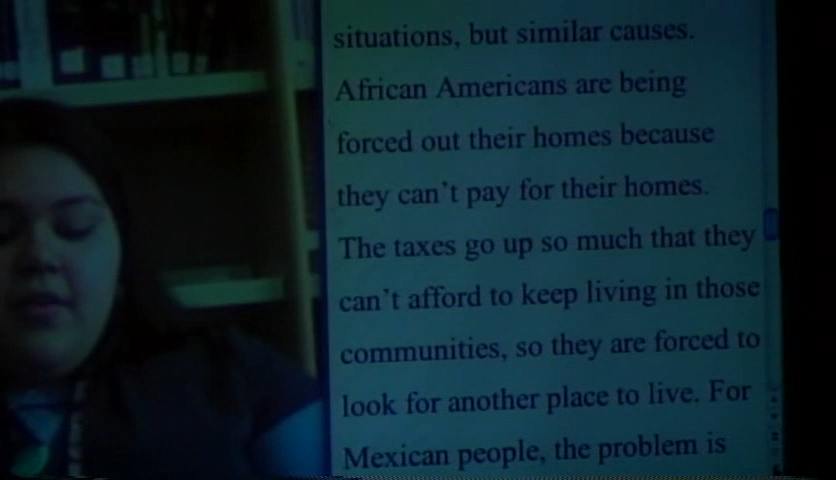 situations, but similar causes.
African Americans are being
forced out their homes because
they can't pay for their homes.
The taxes go up so much that they
can't afford to keep living in those
communities, so they are forced to
look for another place to live. For
Mexican people, the problem is